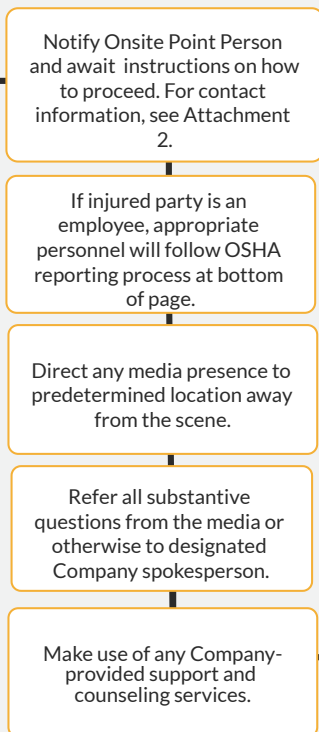 Notify Onsite Point Person
and await instructions on how
to proceed. For contact
information, see Attachment
2.
If injured party is an
employee, appropriate
personnel will follow OSHA
reporting process at bottom
of page.
Direct any media presence to
predetermined location away
from the scene.
Refer all substantive
questions from the media or
otherwise to designated
Company spokesperson.
Make use of any Company-
provided support and
counseling services.